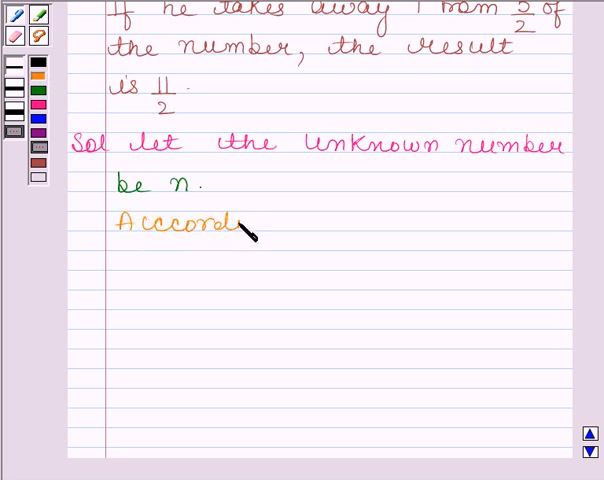 If he takes away 1 from 5/2 of
the number, the result
is 11/2.
Sol let the unknown number
be n.
Accord